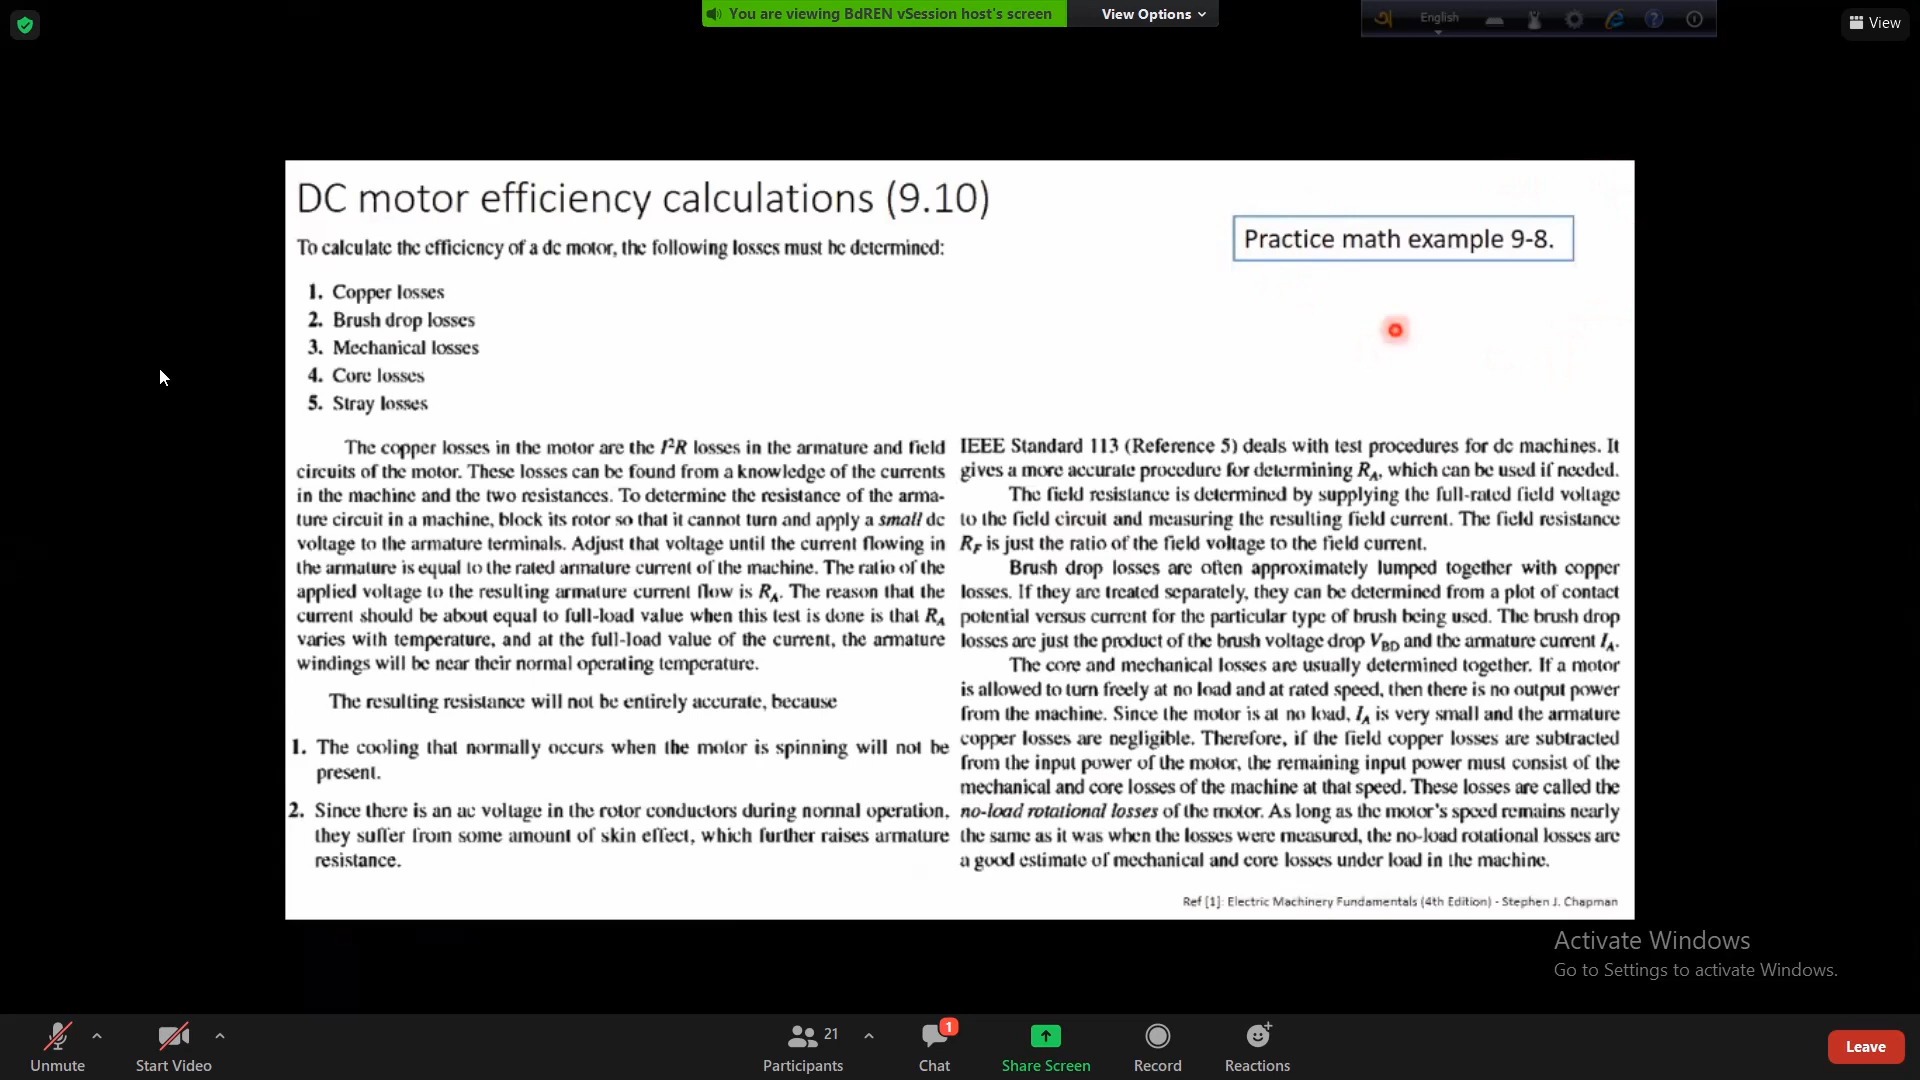 You are viewing BdREN vSession host's screen
View Options
English
View
DC motor efficiency calculations (9.10)
Practice math example 9-8.
To calculate the efficiency of a dc motor, the following losses must be determined:
1. Copper losses
2. Brush drop losses
3. Mechanical losses
4. Core losses
5. Stray losses
The copper losses in the motor are the I²R losses in the armature and field
circuits of the motor. These losses can be found from a knowledge of the currents
in the machine and the two resistances. To determine the resistance of the arma-
ture circuit in a machine, block its rotor so that it cannot turn and apply a small dc
voltage to the armature terminals. Adjust that voltage until the current flowing in
the armature is equal to the rated armature current of the machine. The ratio of the
applied voltage to the resulting armature current flow is RA. The reason that the
current should be about equal to full-load value when this test is done is that RA
varies with temperature, and at the full-load value of the current, the armature
windings will be near their normal operating temperature.
The resulting resistance will not be entirely accurate, because
1. The cooling that normally occurs when the motor is spinning will not be
present.
2. Since there is an ac voltage in the rotor conductors during normal operation,
they suffer from some amount of skin effect, which further raises armature
resistance.
IEEE Standard 113 (Reference 5) deals with test procedures for dc machines. It
gives a more accurate procedure for determining RA, which can be used if needed.
The field resistance is determined by supplying the full-rated field voltage
to the field circuit and measuring the resulting field current. The field resistance
RF is just the ratio of the field voltage to the field current.
Brush drop losses are often approximately lumped together with copper
losses. If they are treated separately, they can be determined from a plot of contact
potential versus current for the particular type of brush being used. The brush drop
losses are just the product of the brush voltage drop VBD and the armature current IA.
The core and mechanical losses are usually determined together. If a motor
is allowed to turn freely at no load and at rated speed, then there is no output power
from the machine. Since the motor is at no load, IA is very small and the armature
copper losses are negligible. Therefore, if the field copper losses are subtracted
from the input power of the motor, the remaining input power must consist of the
mechanical and core losses of the machine at that speed. These losses are called the
no-load rotational losses of the motor. As long as the motor's speed remains nearly
the same as it was when the losses were measured, the no-load rotational losses are
a good estimate of mechanical and core losses under load in the machine.
Ref [1]: Electric Machinery Fundamentals (4th Edition) - Stephen J. Chapman
Activate Windows
Go to Settings to activate Windows.
Unmute
Start Video
21
Participants
1
Chat
Share Screen
Record
Reactions
Leave